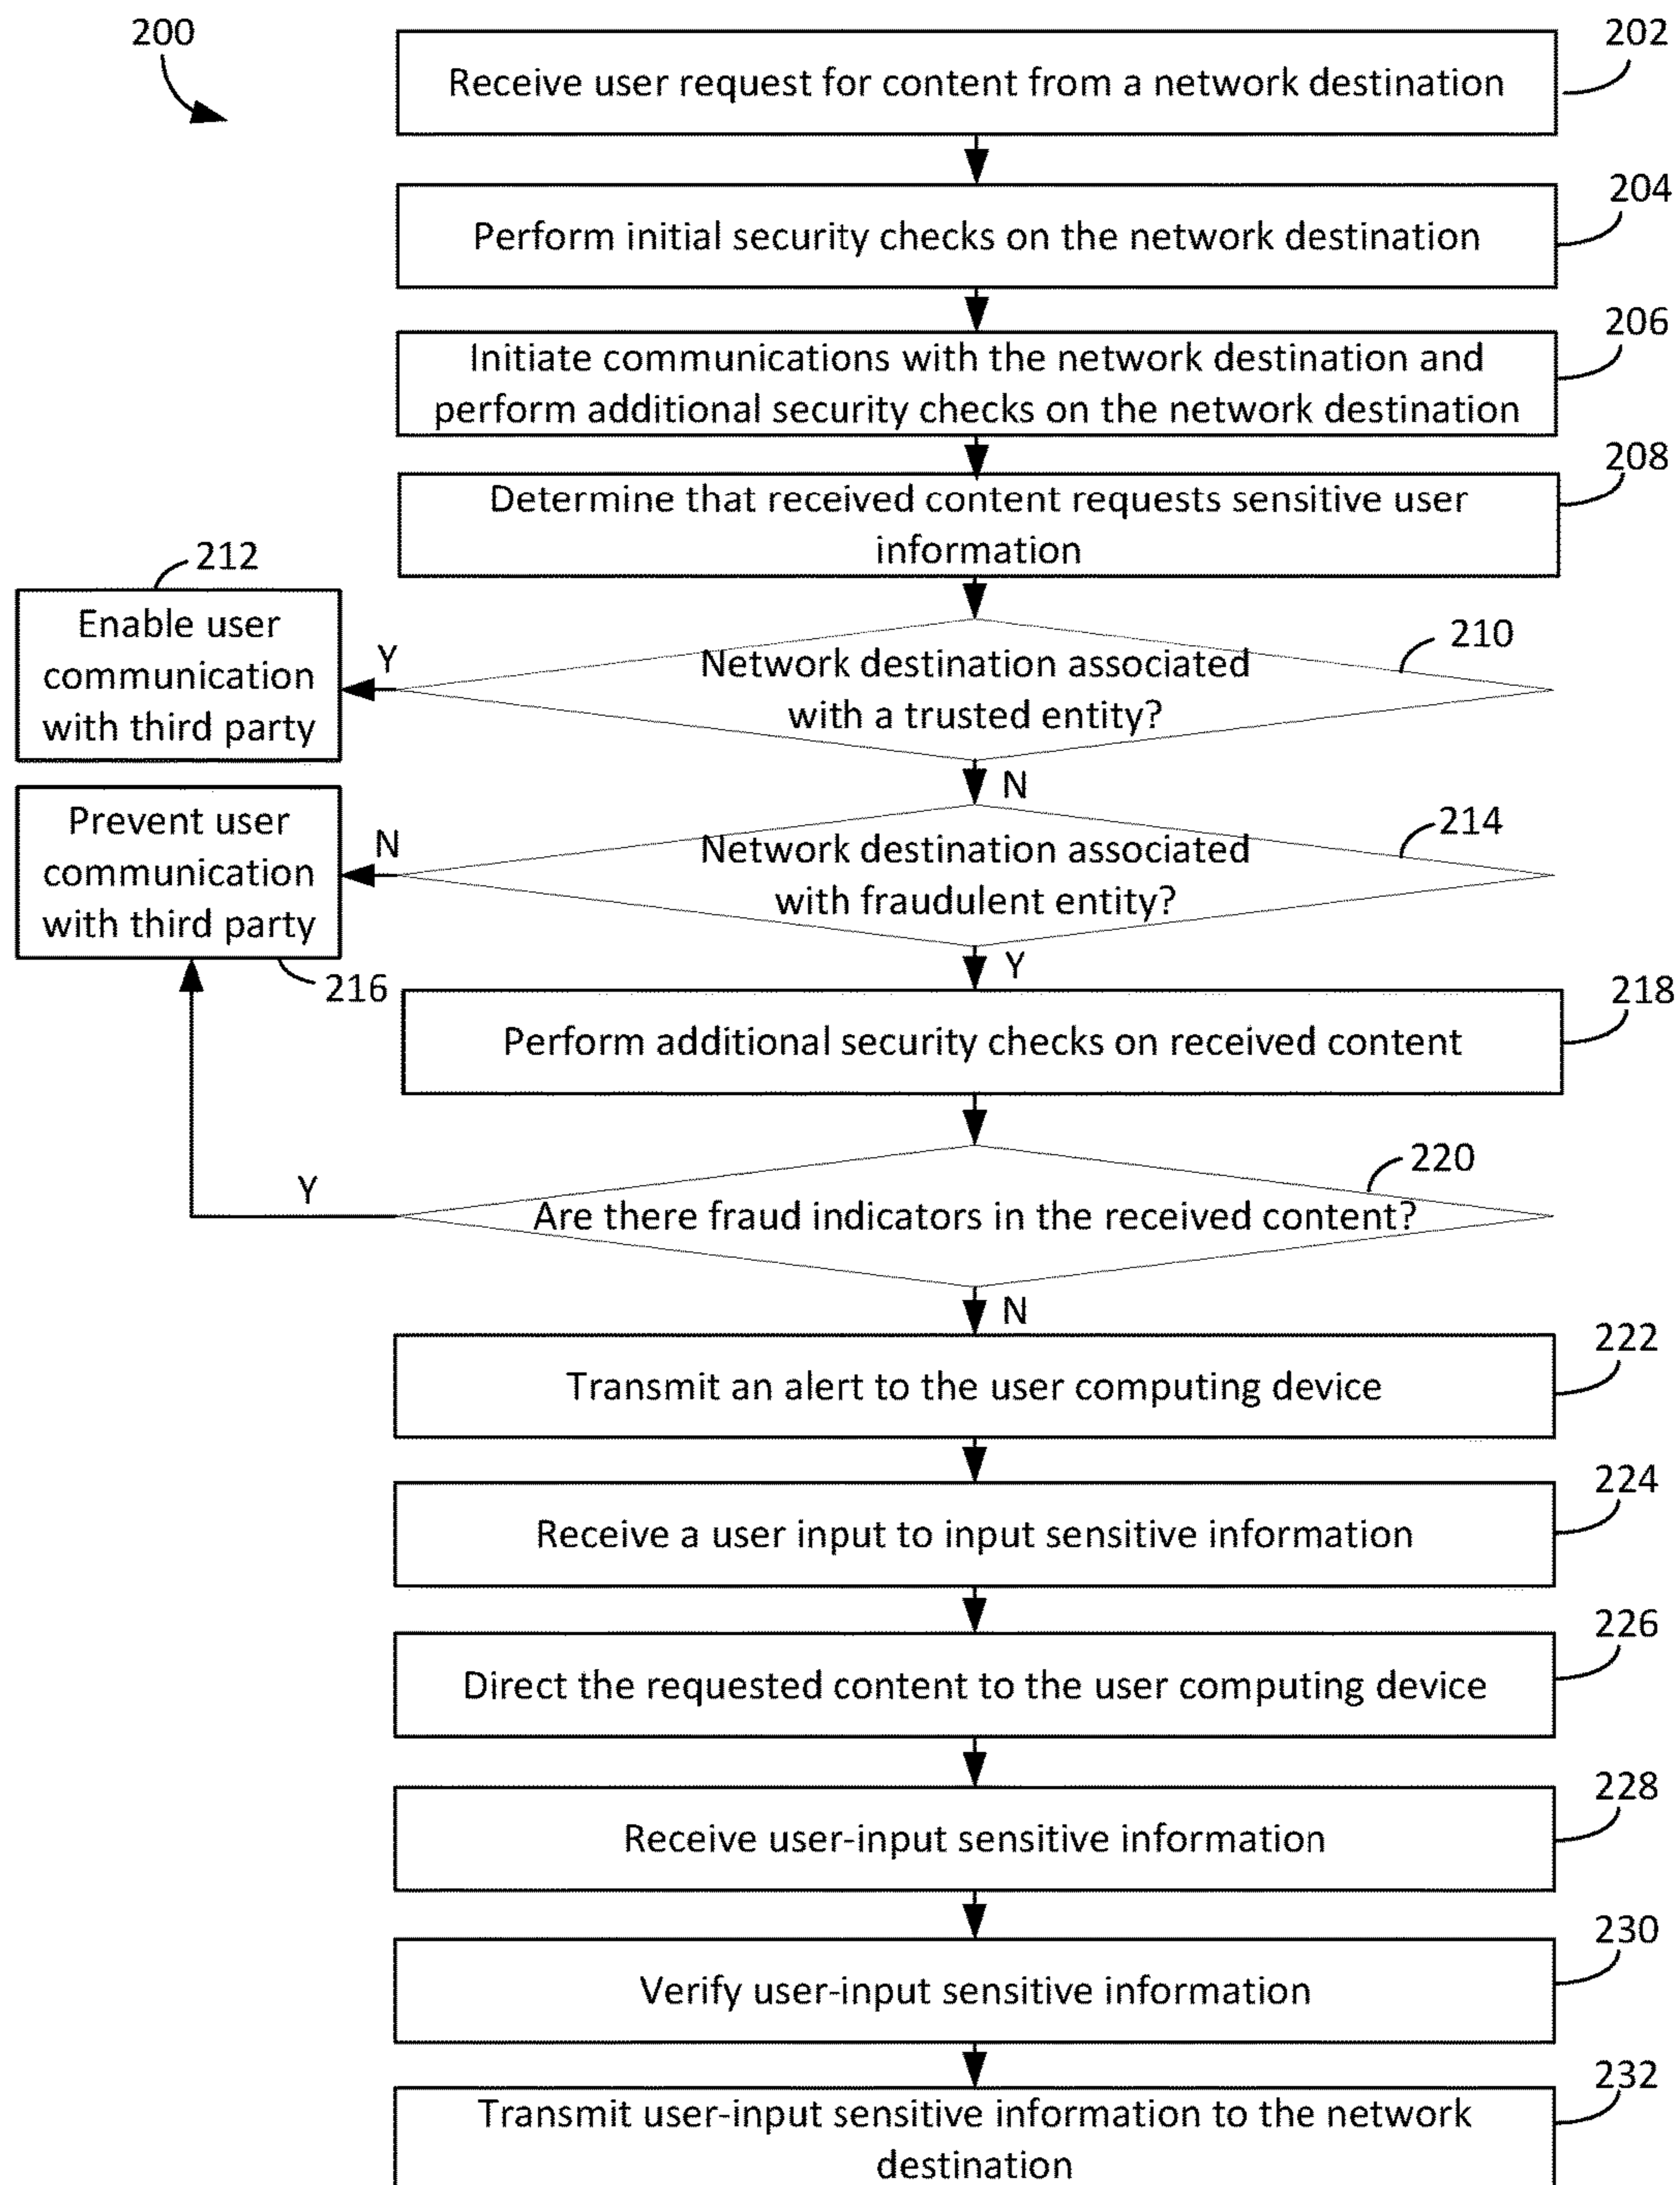 200
202
Receive user request for content from a network destination
204
Perform initial security checks on the network destination
206
Initiate communications with the network destination and
perform additional security checks on the network destination
208
Determine that received content requests sensitive user
information
212
Enable user
communication
with third party
Y
210
Network destination associated
with a trusted entity?
N
Prevent user
communication
with third party
216
N
214
Network destination associated
with fraudulent entity?
Y
218
Perform additional security checks on received content
220
Y
Are there fraud indicators in the received content?
N
222
Transmit an alert to the user computing device
224
Receive a user input to input sensitive information
226
Direct the requested content to the user computing device
228
Receive user-input sensitive information
230
Verify user-input sensitive information
232
Transmit user-input sensitive information to the network
destination